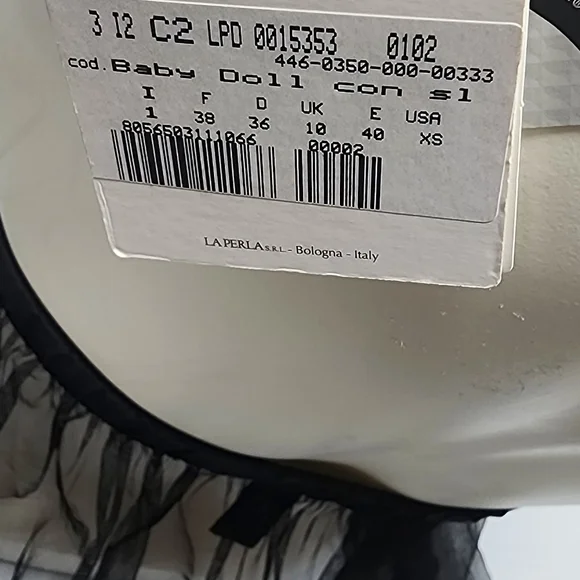 3 I2 C2 LPD 0015353 0102
446-0350-000-00333
cod. Baby Doll con sl
I F D UK E USA
1 38 36 10 40 XS
8056503111066 00002
LA PERLA S.R.L. - Bologna - Italy